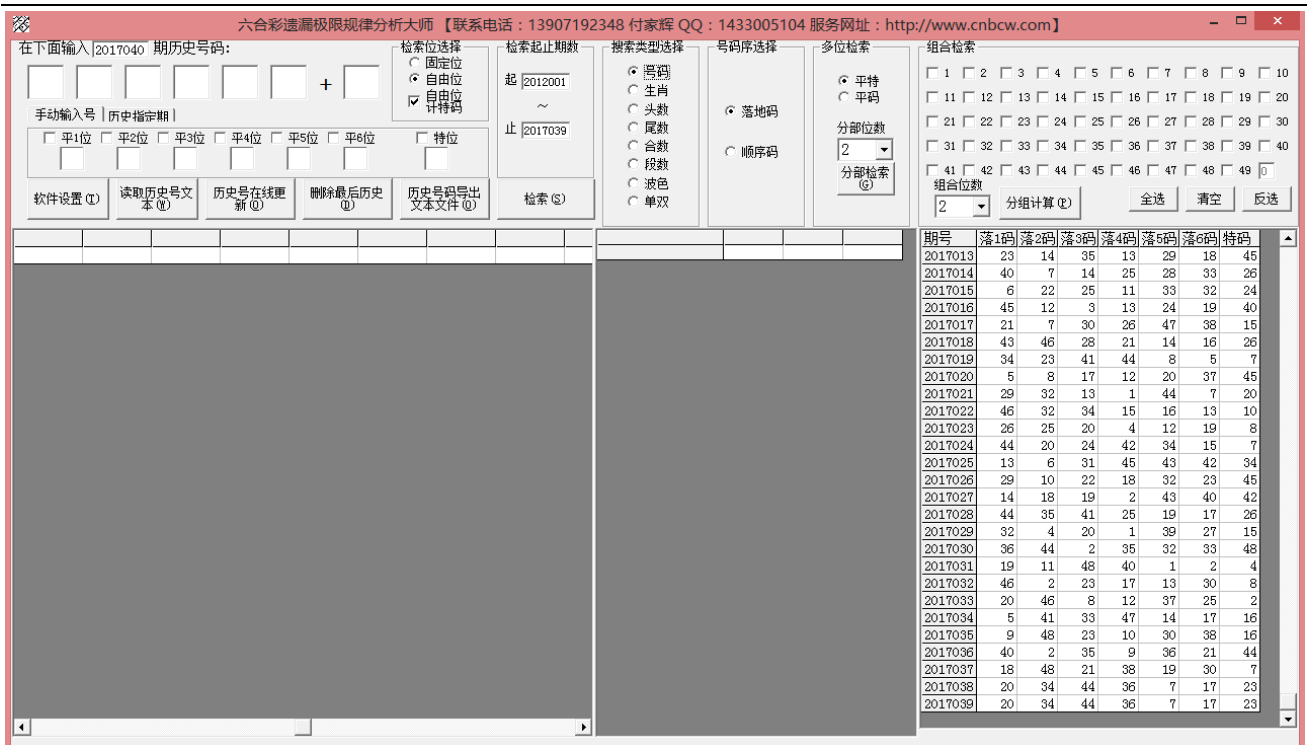 六合彩遗漏极限规律分析大师 【联系电话：13907192348 付家辉 QQ：1433005104 服务网址：http://www.cnbcw.com】
在下面输入 2017040 期历史号码:
+
手动输入号 历史指定期
平1位 平2位 平3位 平4位 平5位 平6位 特位
软件设置(T) 读取历史号文本(W) 历史号在线更新(Q) 删除最后历史(D) 历史号码导出文本文件(O)
检索位选择
固定位
自由位
自由位计特码
检索起止期数
起 2012001
~
止 2017039
检索(S)
搜索类型选择
号码
生肖
头数
尾数
合数
段数
波色
单双
号码序选择
落地码
顺序码
多位检索
平特
平码
分部位数
2
分部检索(G)
组合检索
1 2 3 4 5 6 7 8 9 10
11 12 13 14 15 16 17 18 19 20
21 22 23 24 25 26 27 28 29 30
31 32 33 34 35 36 37 38 39 40
41 42 43 44 45 46 47 48 49 0
组合位数
2 分组计算(P) 全选 清空 反选
期号 落1码 落2码 落3码 落4码 落5码 落6码 特码
2017013 23 14 35 13 29 18 45
2017014 40 7 14 25 28 33 26
2017015 6 22 25 11 33 32 24
2017016 45 12 3 13 24 19 40
2017017 21 7 30 26 47 38 15
2017018 43 46 28 21 14 16 26
2017019 34 23 41 44 8 5 7
2017020 5 8 17 12 20 37 45
2017021 29 32 13 1 44 7 20
2017022 46 32 34 15 16 13 10
2017023 26 25 20 4 12 19 8
2017024 44 20 24 42 34 15 7
2017025 13 6 31 45 43 42 34
2017026 29 10 22 18 32 23 45
2017027 14 18 19 2 43 40 42
2017028 44 35 41 25 19 17 26
2017029 32 4 20 1 39 27 15
2017030 36 44 2 35 32 33 48
2017031 19 11 48 40 1 2 4
2017032 46 2 23 17 13 30 8
2017033 20 46 8 12 37 25 2
2017034 5 41 33 47 14 17 16
2017035 9 48 23 10 30 38 16
2017036 40 2 35 9 36 21 44
2017037 18 48 21 38 19 30 7
2017038 20 34 44 36 7 17 23
2017039 20 34 44 36 7 17 23